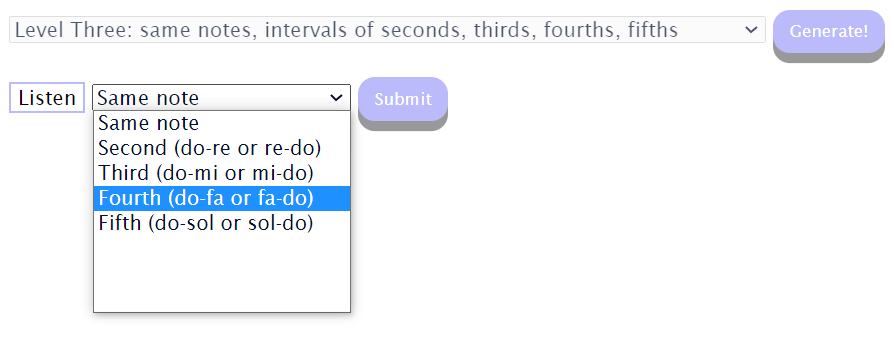 Level Three: same notes, intervals of seconds, thirds, fourths, fifths
Generate!
Listen
Same note
Submit
Same note
Second (do-re or re-do)
Third (do-mi or mi-do)
Fourth (do-fa or fa-do)
Fifth (do-sol or sol-do)